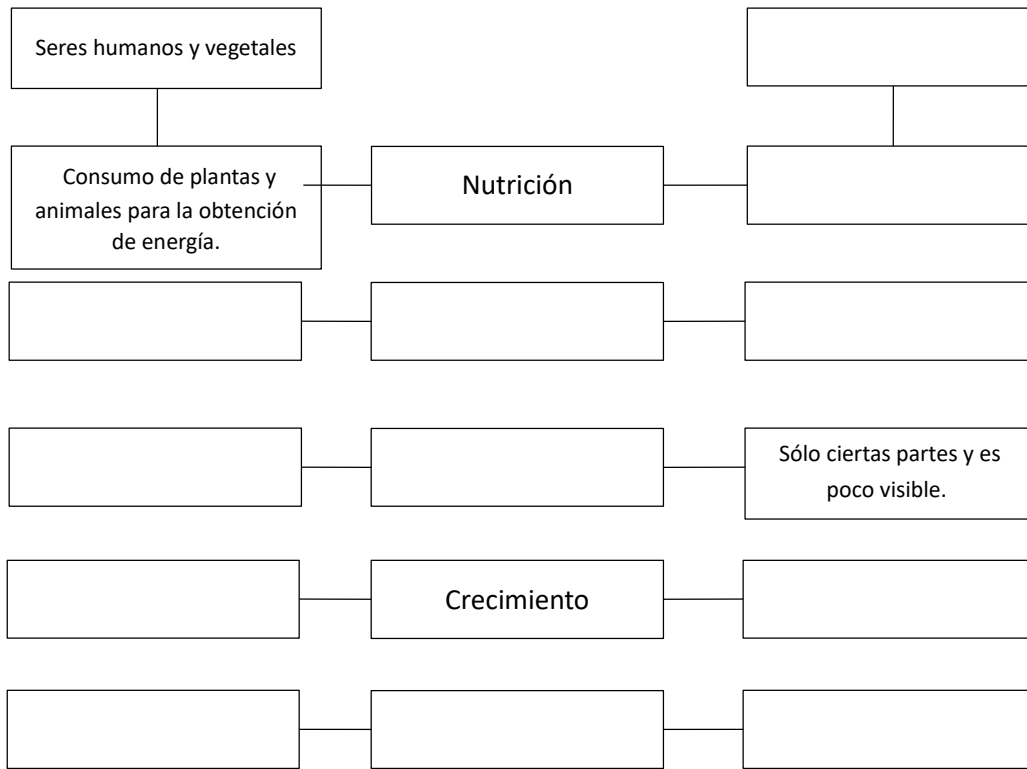 Seres humanos y vegetales
Consumo de plantas y
animales para la obtención
de energía.
Nutrición
Sólo ciertas partes y es
poco visible.
Crecimiento